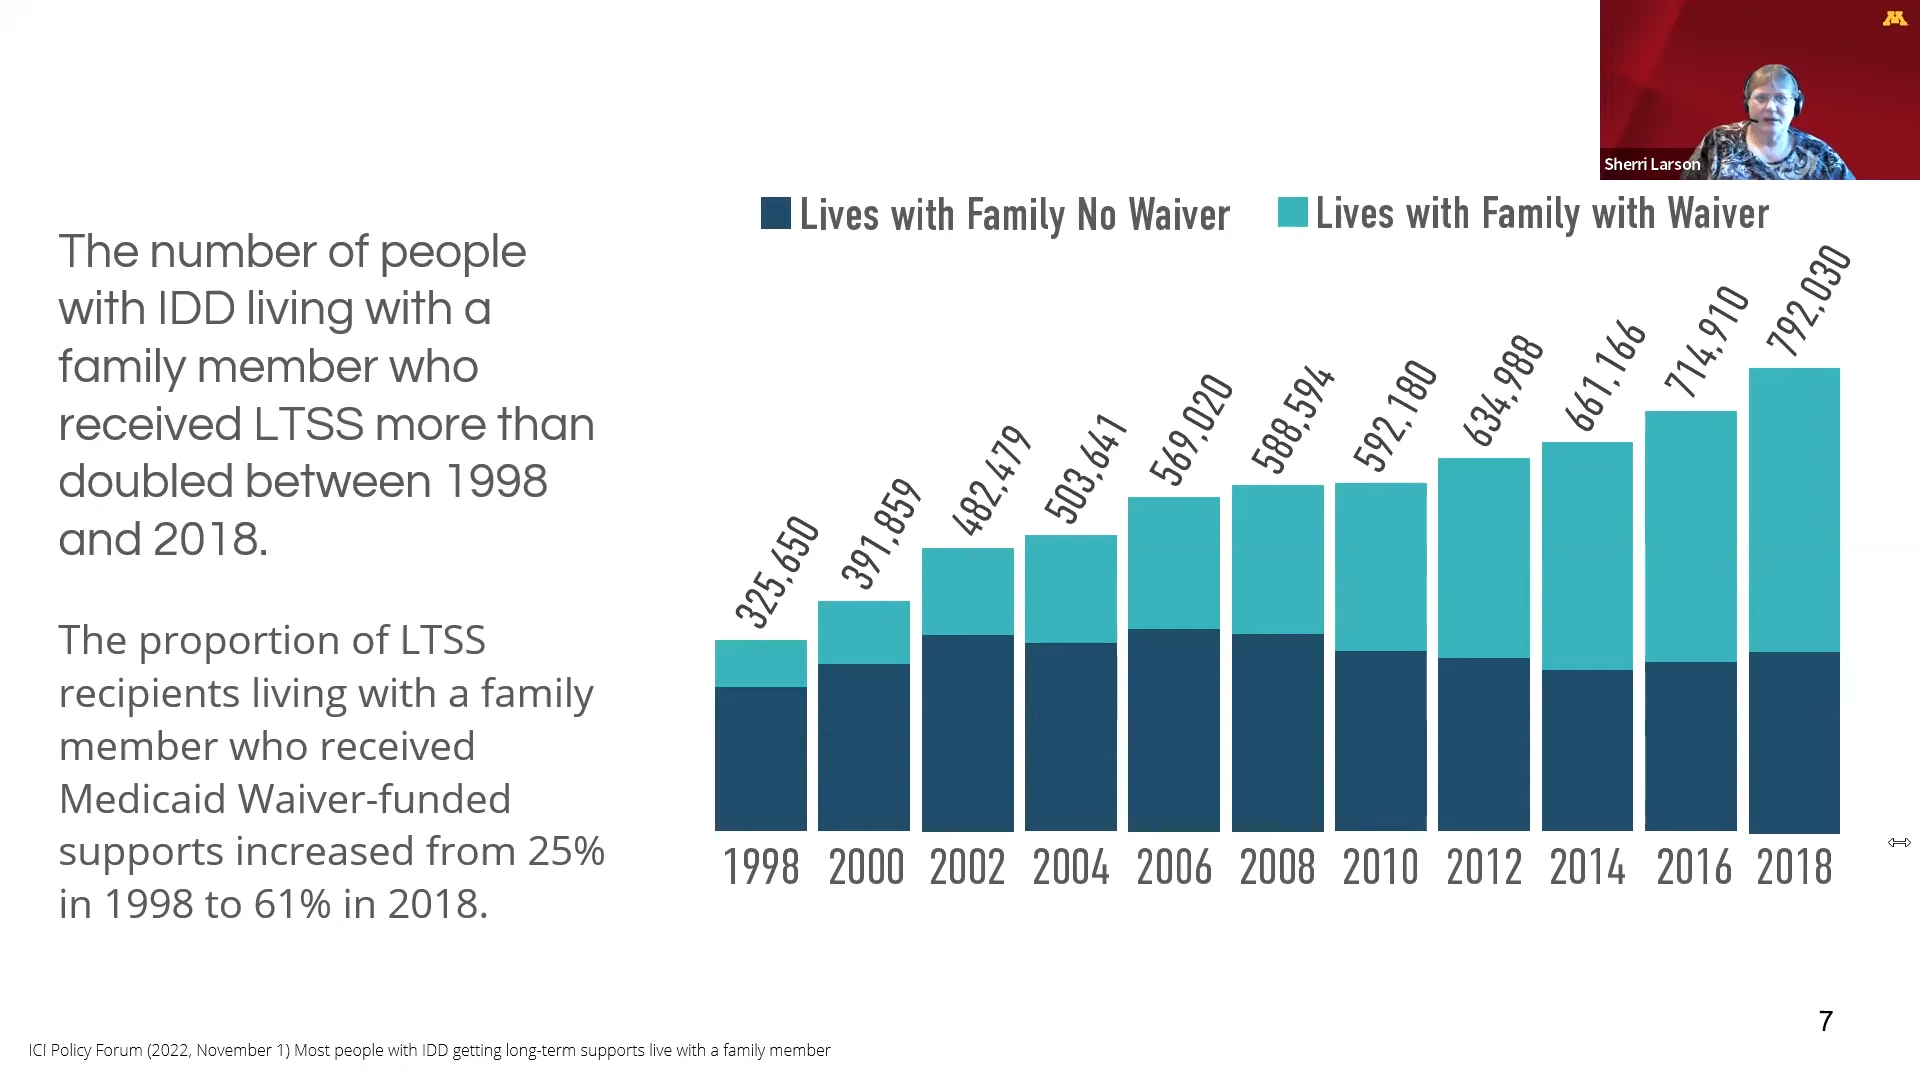 Sherri Larson
Lives with Family No Waiver
Lives with Family with Waiver
The number of people
with IDD living with a
family member who
received LTSS more than
doubled between 1998
and 2018.
The proportion of LTSS
recipients living with a family
member who received
Medicaid Waiver-funded
supports increased from 25%
in 1998 to 61% in 2018.
325,650
391,859
482,479
503,641
569,020
588,594
592,180
634,988
661,166
714,910
792,030
1998 2000 2002 2004 2006 2008 2010 2012 2014 2016 2018
7
ICI Policy Forum (2022, November 1) Most people with IDD getting long-term supports live with a family member